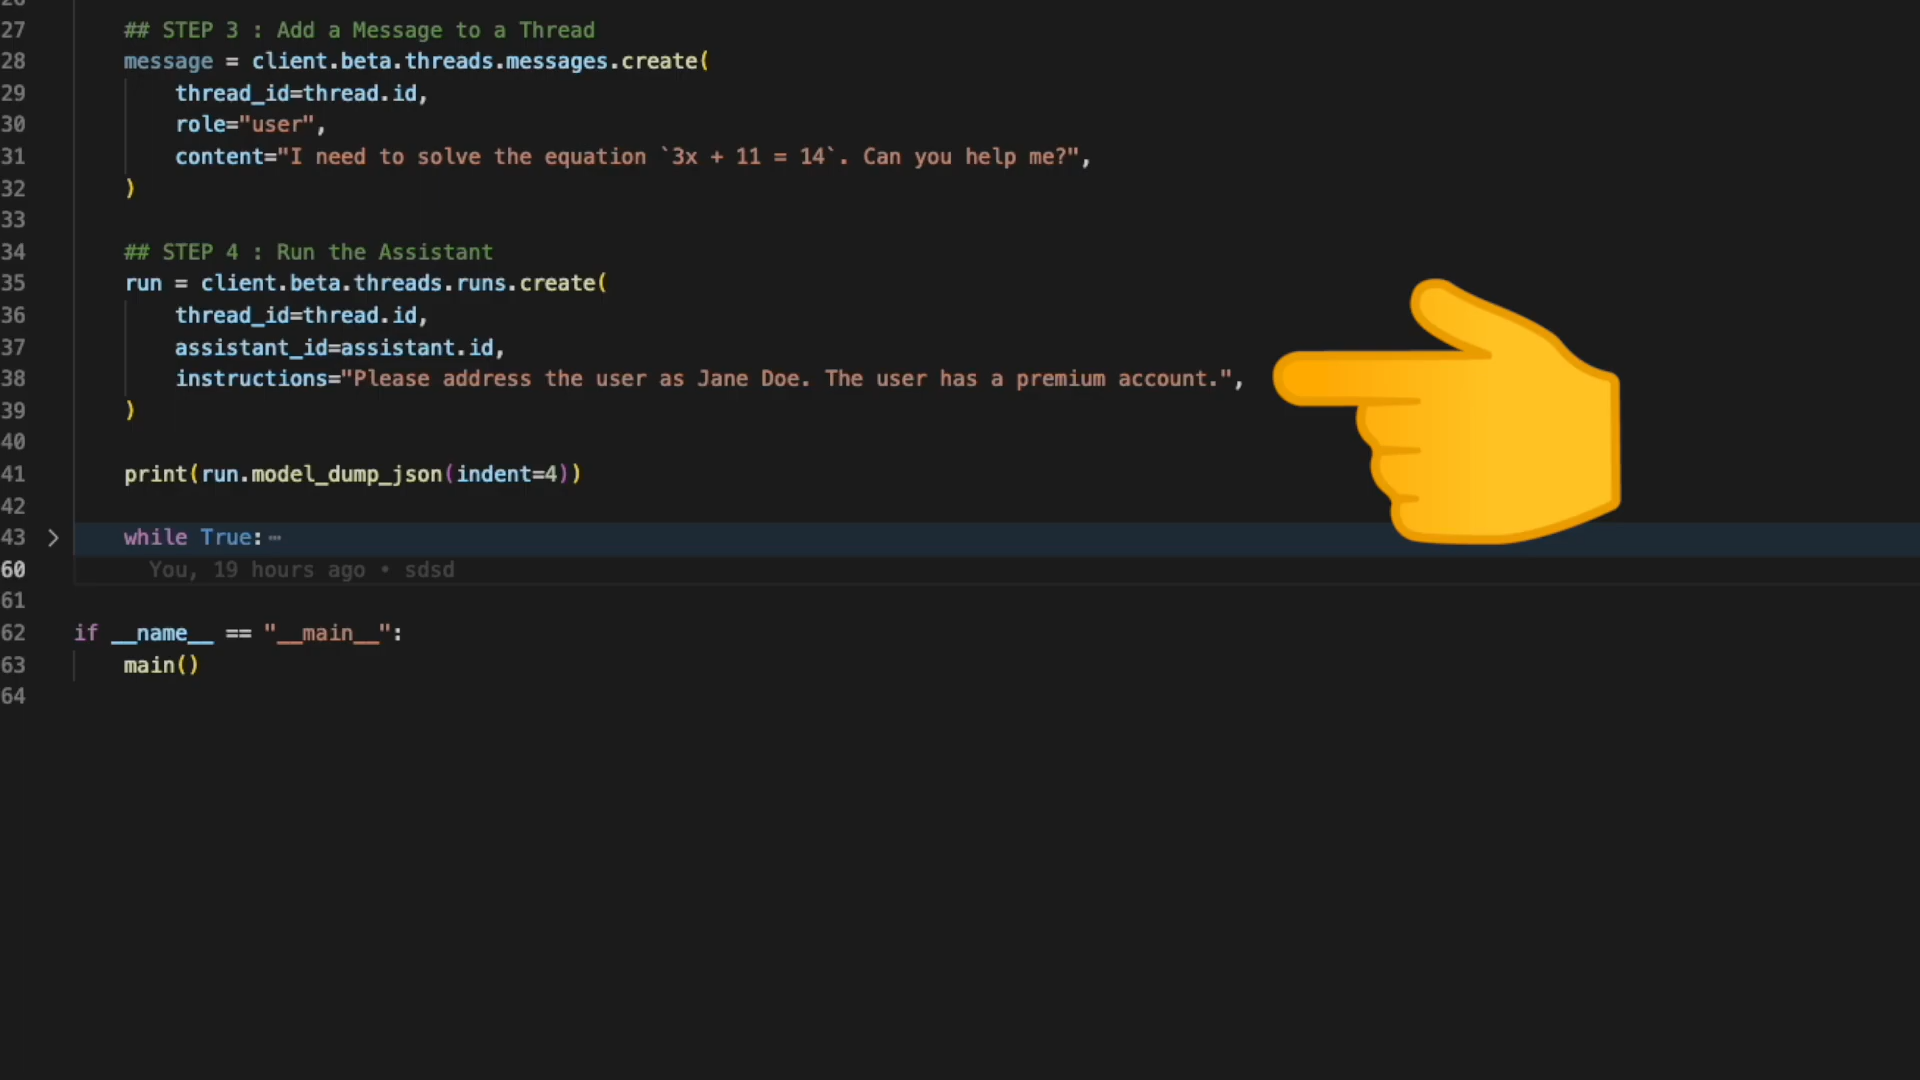 27 ## STEP 3 : Add a Message to a Thread
28 message = client.beta.threads.messages.create(
29 thread_id=thread.id,
30 role="user",
31 content="I need to solve the equation `3x + 11 = 14`. Can you help me?",
32 )
33
34 ## STEP 4 : Run the Assistant
35 run = client.beta.threads.runs.create(
36 thread_id=thread.id,
37 assistant_id=assistant.id,
38 instructions="Please address the user as Jane Doe. The user has a premium account.",
39 )
40
41 print(run.model_dump_json(indent=4))
42
43 > while True:⋯
60 You, 19 hours ago • sdsd
61
62 if __name__ == "__main__":
63 main()
64